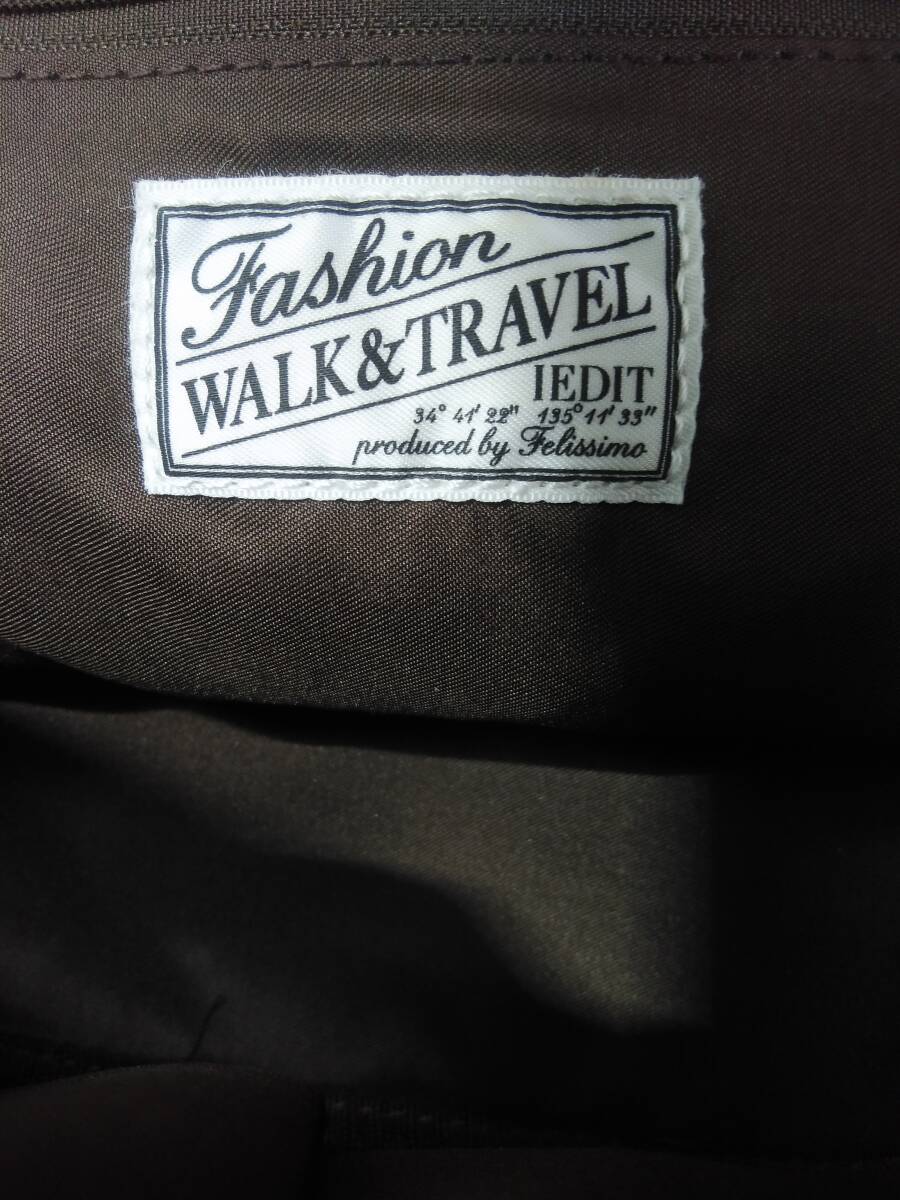 Fashion
WALK&TRAVEL
IEDIT
34° 41' 22" 135° 11' 33"
produced by Felissimo